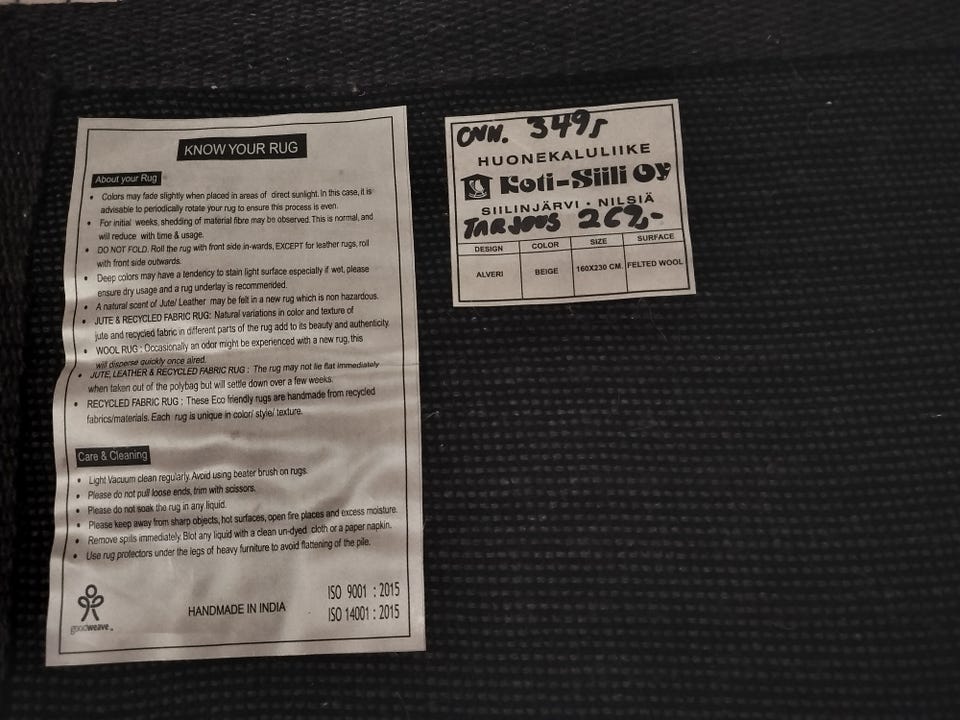 KNOW YOUR RUG
About your Rug
• Colors may fade slightly when placed in areas of direct sunlight. In this case, it is
advisable to periodically rotate your rug to ensure this process is even.
• For initial weeks, shedding of material fibre may be observed. This is normal, and
will reduce with time & usage.
• DO NOT FOLD. Roll the rug with front side in-wards, EXCEPT for leather rugs, roll
with front side outwards.
• Deep colors may have a tendency to stain light surface especially if wet, please
ensure dry usage and a rug underlay is recommended.
• A natural scent of Jute/ Leather may be felt in a new rug which is non hazardous.
• JUTE & RECYCLED FABRIC RUG: Natural variations in color and texture of
jute and recycled fabric in different parts of the rug add to its beauty and authenticity.
• WOOL RUG : Occasionally an odor might be experienced with a new rug, this
will disperse quickly once aired.
• JUTE, LEATHER & RECYCLED FABRIC RUG : The rug may not lie flat immediately
when taken out of the polybag but will settle down over a few weeks.
• RECYCLED FABRIC RUG : These Eco friendly rugs are handmade from recycled
fabrics/materials. Each rug is unique in color/ style/ texture.
Care & Cleaning
• Light Vacuum clean regularly. Avoid using beater brush on rugs.
• Please do not pull loose ends, trim with scissors.
• Please do not soak the rug in any liquid.
• Please keep away from sharp objects, hot surfaces, open fire places and excess moisture.
• Remove spills immediately. Blot any liquid with a clean un-dyed cloth or a paper napkin.
• Use rug protectors under the legs of heavy furniture to avoid flattening of the pile.
goodweave
HANDMADE IN INDIA
ISO 9001 : 2015
ISO 14001 : 2015
OVH. 349,-
HUONEKALULIIKE
Koti-Siili Oy
SIILINJÄRVI - NILSIÄ
TARJOUS 269,-
DESIGN COLOR SIZE SURFACE
ALVERI BEIGE 160X230 CM. FELTED WOOL